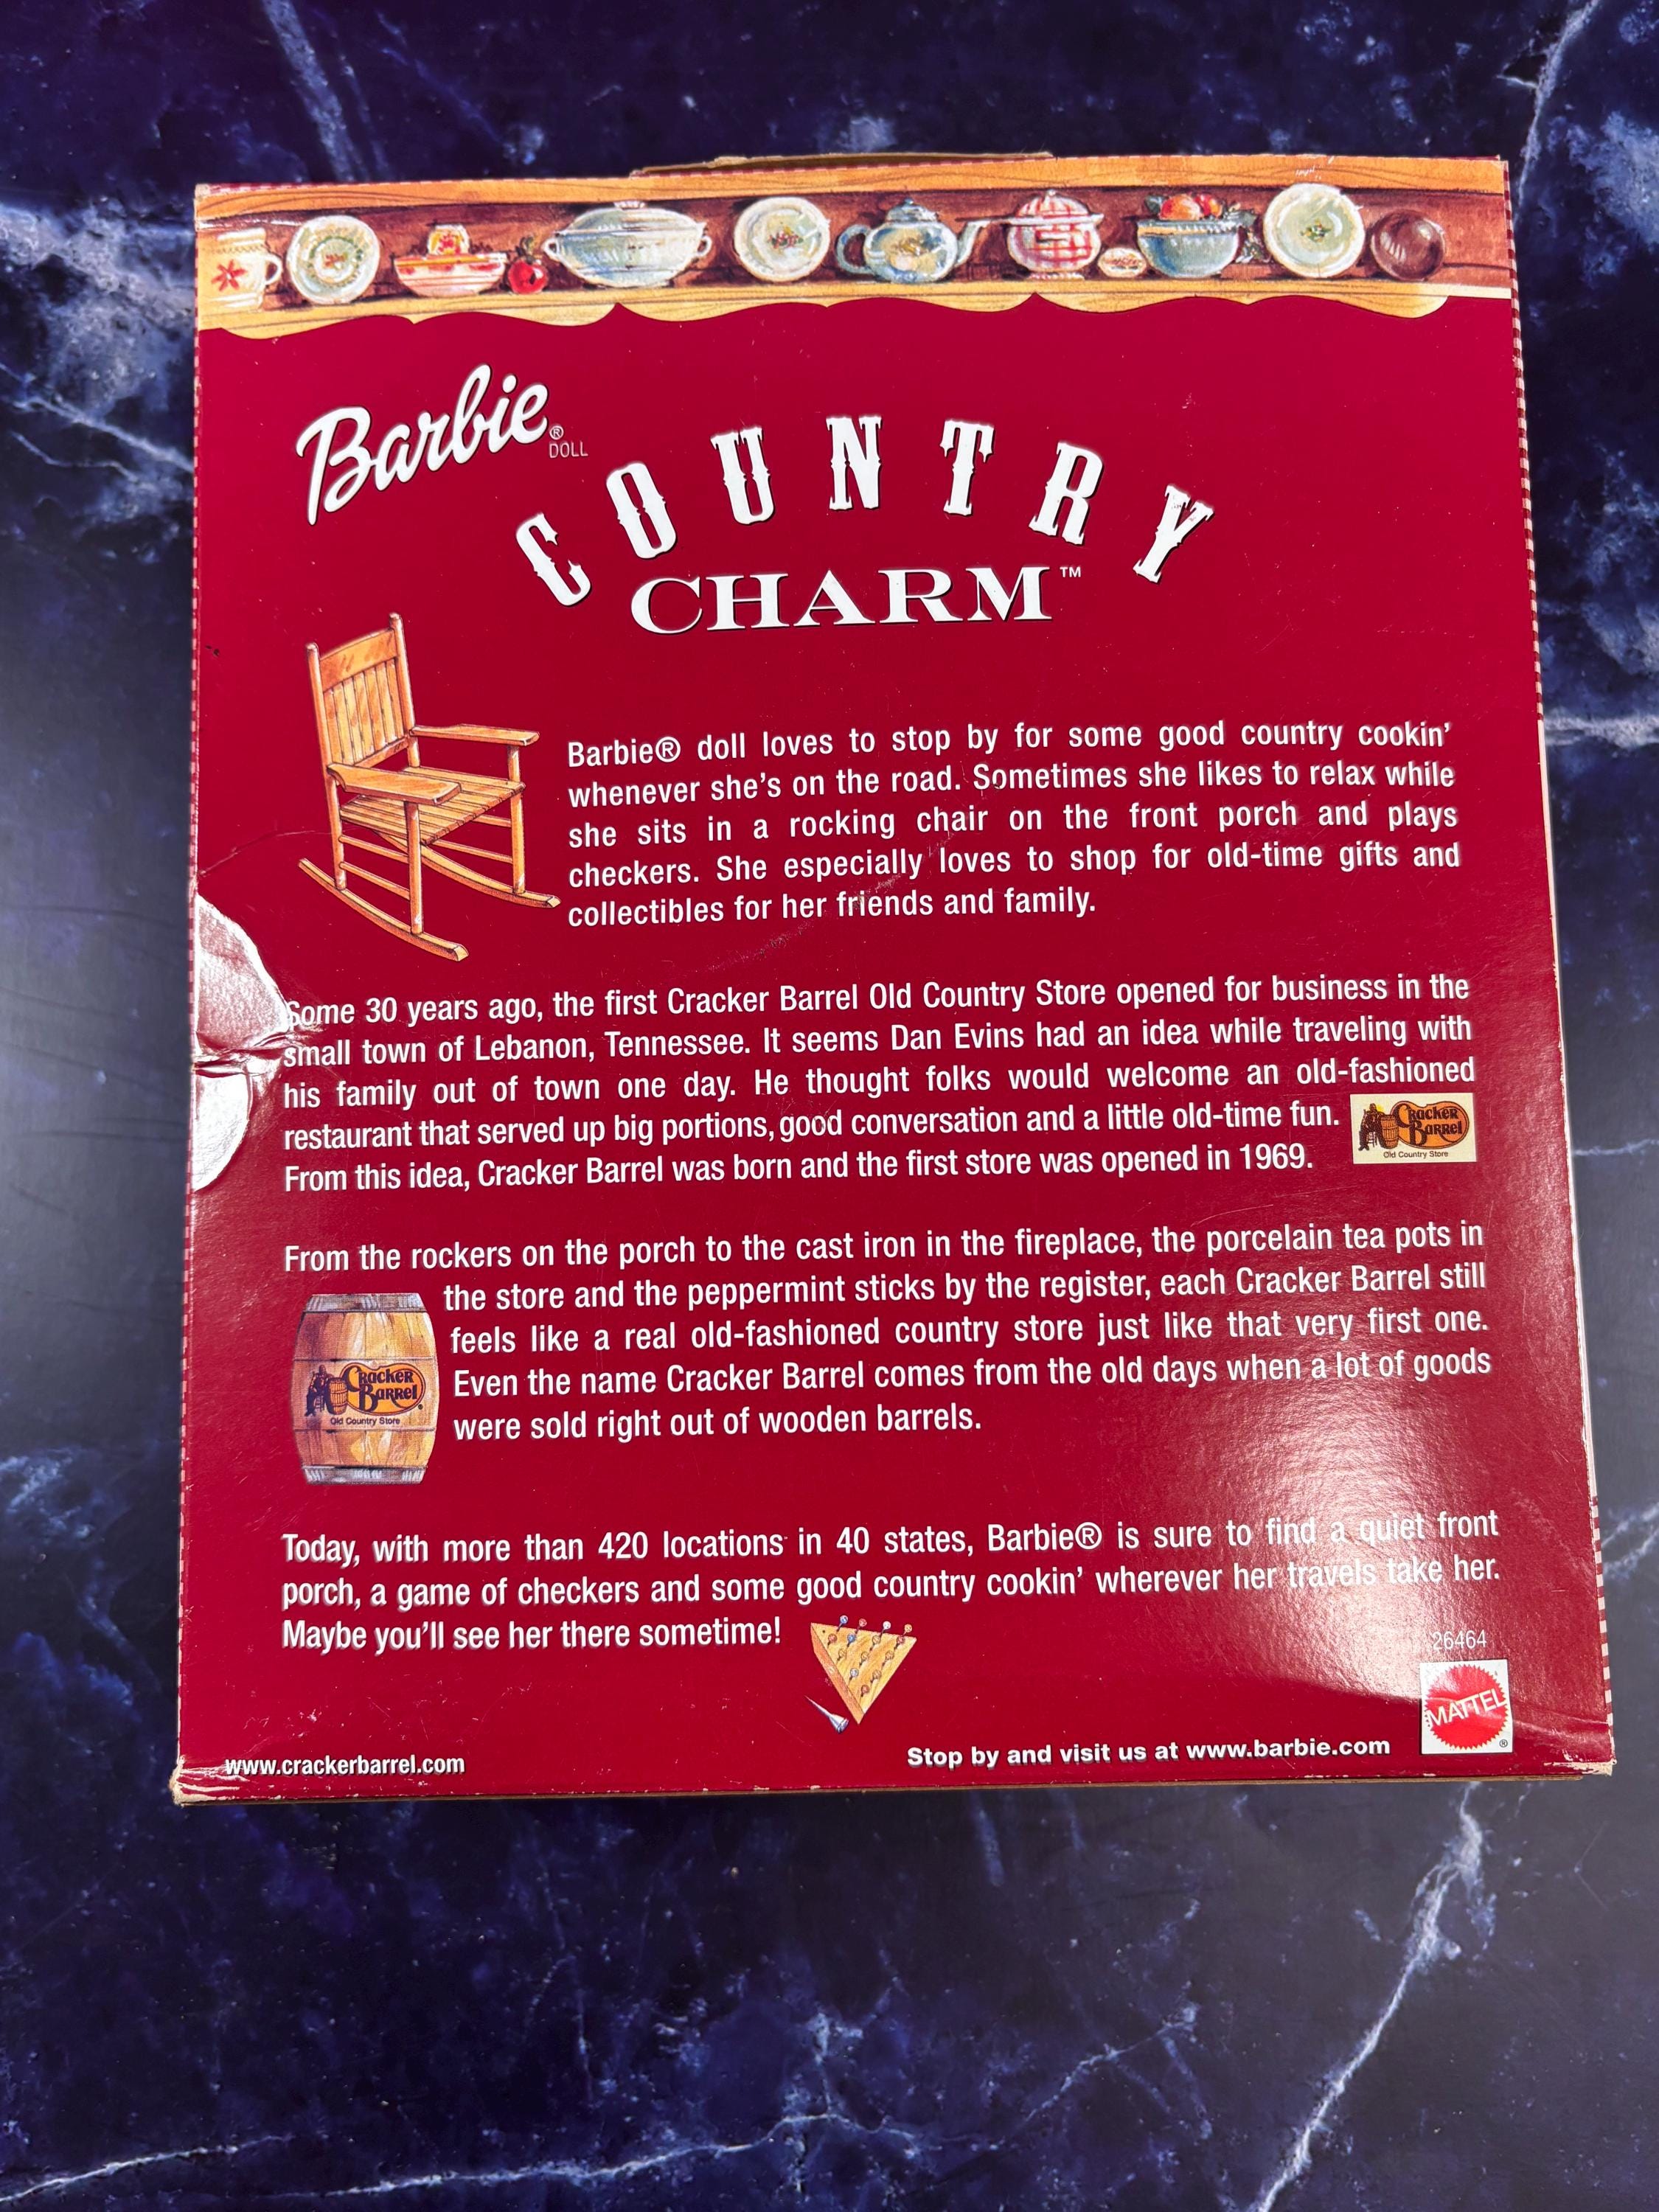 Barbie®
DOLL
COUNTRY
CHARM™
Barbie® doll loves to stop by for some good country cookin'
whenever she's on the road. Sometimes she likes to relax while
she sits in a rocking chair on the front porch and plays
checkers. She especially loves to shop for old-time gifts and
collectibles for her friends and family.
Some 30 years ago, the first Cracker Barrel Old Country Store opened for business in the
small town of Lebanon, Tennessee. It seems Dan Evins had an idea while traveling with
his family out of town one day. He thought folks would welcome an old-fashioned
restaurant that served up big portions, good conversation and a little old-time fun.
From this idea, Cracker Barrel was born and the first store was opened in 1969.
Cracker
Barrel
Old Country Store
From the rockers on the porch to the cast iron in the fireplace, the porcelain tea pots in
the store and the peppermint sticks by the register, each Cracker Barrel still
feels like a real old-fashioned country store just like that very first one.
Even the name Cracker Barrel comes from the old days when a lot of goods
were sold right out of wooden barrels.
Cracker
Barrel®
Old Country Store
Today, with more than 420 locations in 40 states, Barbie® is sure to find a quiet front
porch, a game of checkers and some good country cookin' wherever her travels take her.
Maybe you'll see her there sometime!
26464
MATTEL®
www.crackerbarrel.com
Stop by and visit us at www.barbie.com